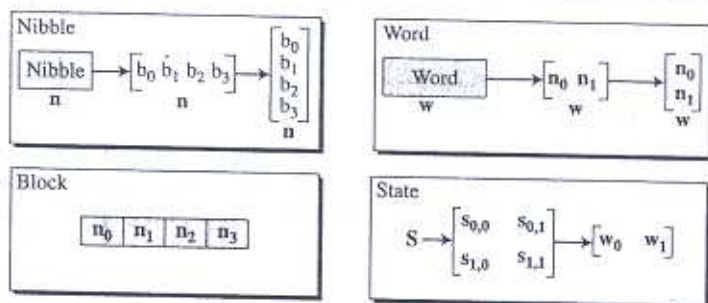 Nibble
Nibble
n
[b0 b1 b2 b3]
n
b0
b1
b2
b3
n
Word
Word
w
[n0 n1]
w
n0
n1
w
Block
n0 n1 n2 n3
State
S
s0,0 s0,1
s1,0 s1,1
[w0 w1]